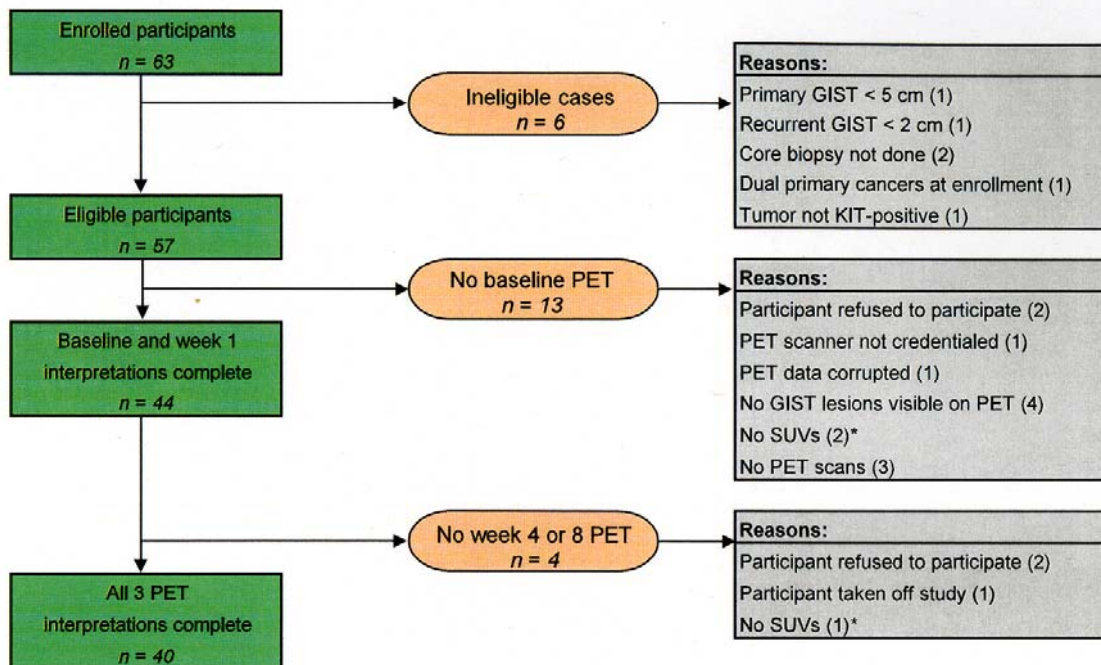 Enrolled participants
n = 63
Ineligible cases
n = 6
Reasons:
Primary GIST < 5 cm (1)
Recurrent GIST < 2 cm (1)
Core biopsy not done (2)
Dual primary cancers at enrollment (1)
Tumor not KIT-positive (1)
Eligible participants
n = 57
No baseline PET
n = 13
Reasons:
Participant refused to participate (2)
PET scanner not credentialed (1)
PET data corrupted (1)
No GIST lesions visible on PET (4)
No SUVs (2)*
No PET scans (3)
Baseline and week 1
interpretations complete
n = 44
No week 4 or 8 PET
n = 4
Reasons:
Participant refused to participate (2)
Participant taken off study (1)
No SUVs (1)*
All 3 PET
interpretations complete
n = 40